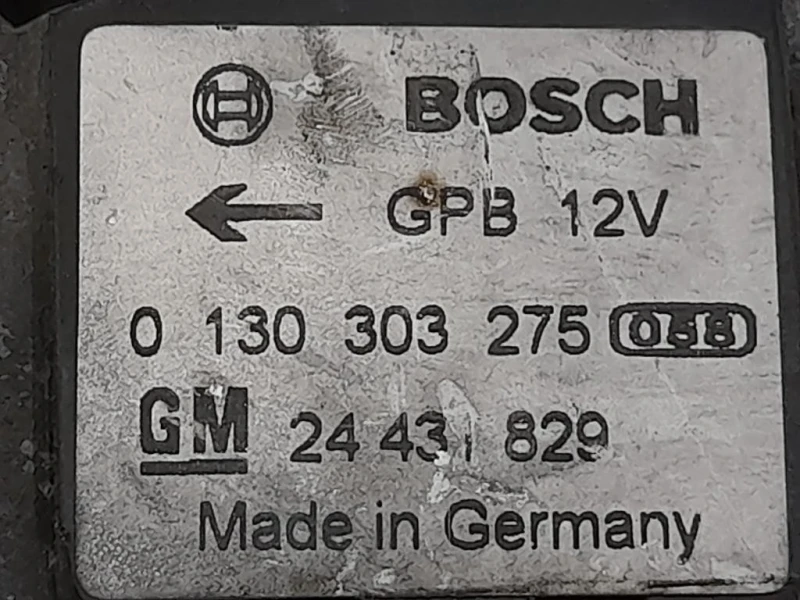 BOSCH
← GPB 12V
0 130 303 275 058
GM 24 431 829
Made in Germany